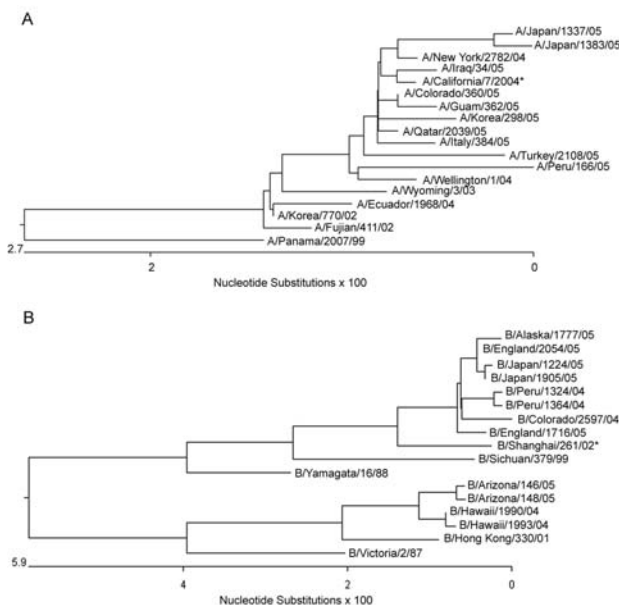 A
A/Japan/1337/05
A/Japan/1383/05
A/New York/2782/04
A/Iraq/34/05
A/California/7/2004*
A/Colorado/360/05
A/Guam/362/05
A/Korea/298/05
A/Qatar/2039/05
A/Italy/384/05
A/Turkey/2108/05
A/Peru/166/05
A/Wellington/1/04
A/Wyoming/3/03
A/Ecuador/1968/04
A/Korea/770/02
A/Fujian/411/02
A/Panama/2007/99
2.7
2 0
Nucleotide Substitutions x 100
B
B/Alaska/1777/05
B/England/2054/05
B/Japan/1224/05
B/Japan/1905/05
B/Peru/1324/04
B/Peru/1364/04
B/Colorado/2597/04
B/England/1716/05
B/Shanghai/261/02*
B/Sichuan/379/99
B/Yamagata/16/88
B/Arizona/146/05
B/Arizona/148/05
B/Hawaii/1990/04
B/Hawaii/1993/04
B/Hong Kong/330/01
B/Victoria/2/87
5.9
4 2 0
Nucleotide Substitutions x 100